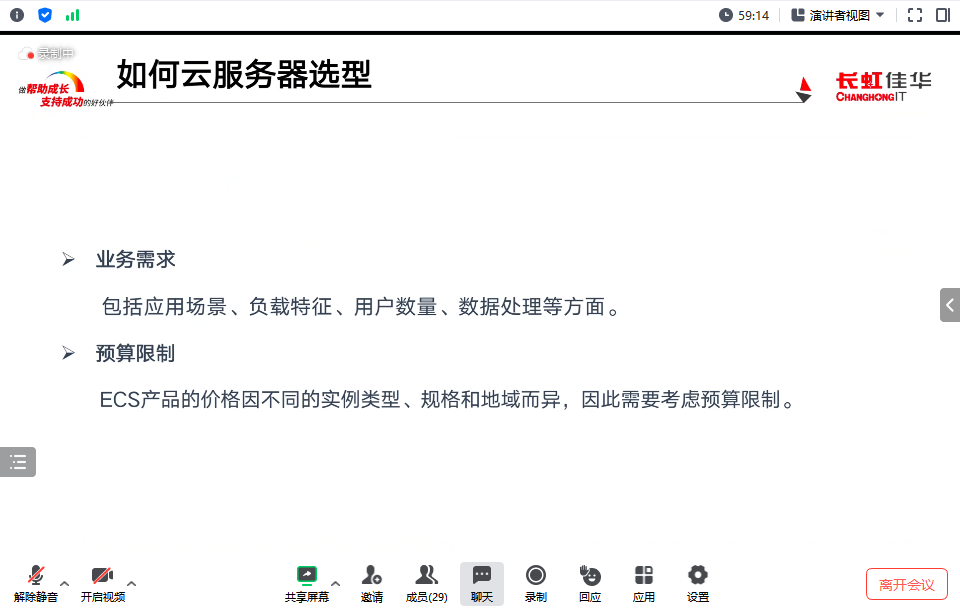 59:14
演讲者视图
录制中
如何云服务器选型
做帮助成长
支持成功的好伙伴
长虹佳华
CHANGHONGIT
业务需求
包括应用场景、负载特征、用户数量、数据处理等方面。
预算限制
ECS产品的价格因不同的实例类型、规格和地域而异，因此需要考虑预算限制。
解除静音
开启视频
共享屏幕
邀请
成员(29)
聊天
录制
回应
应用
设置
离开会议